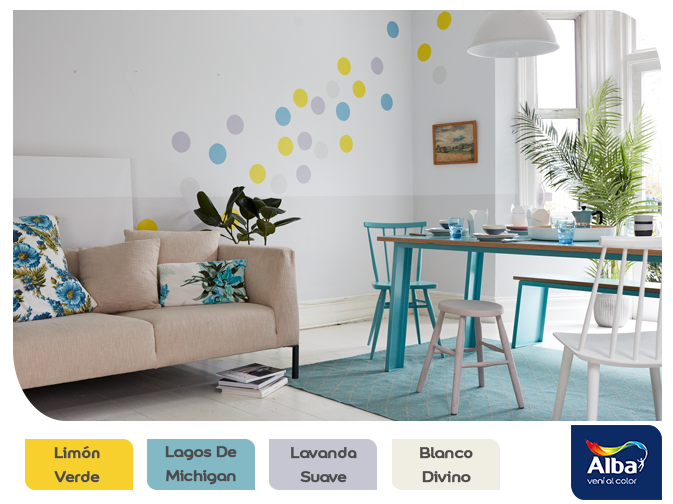 Limón
Verde
Lagos De
Michigan
Lavanda
Suave
Blanco
Divino
Alba
vení al color